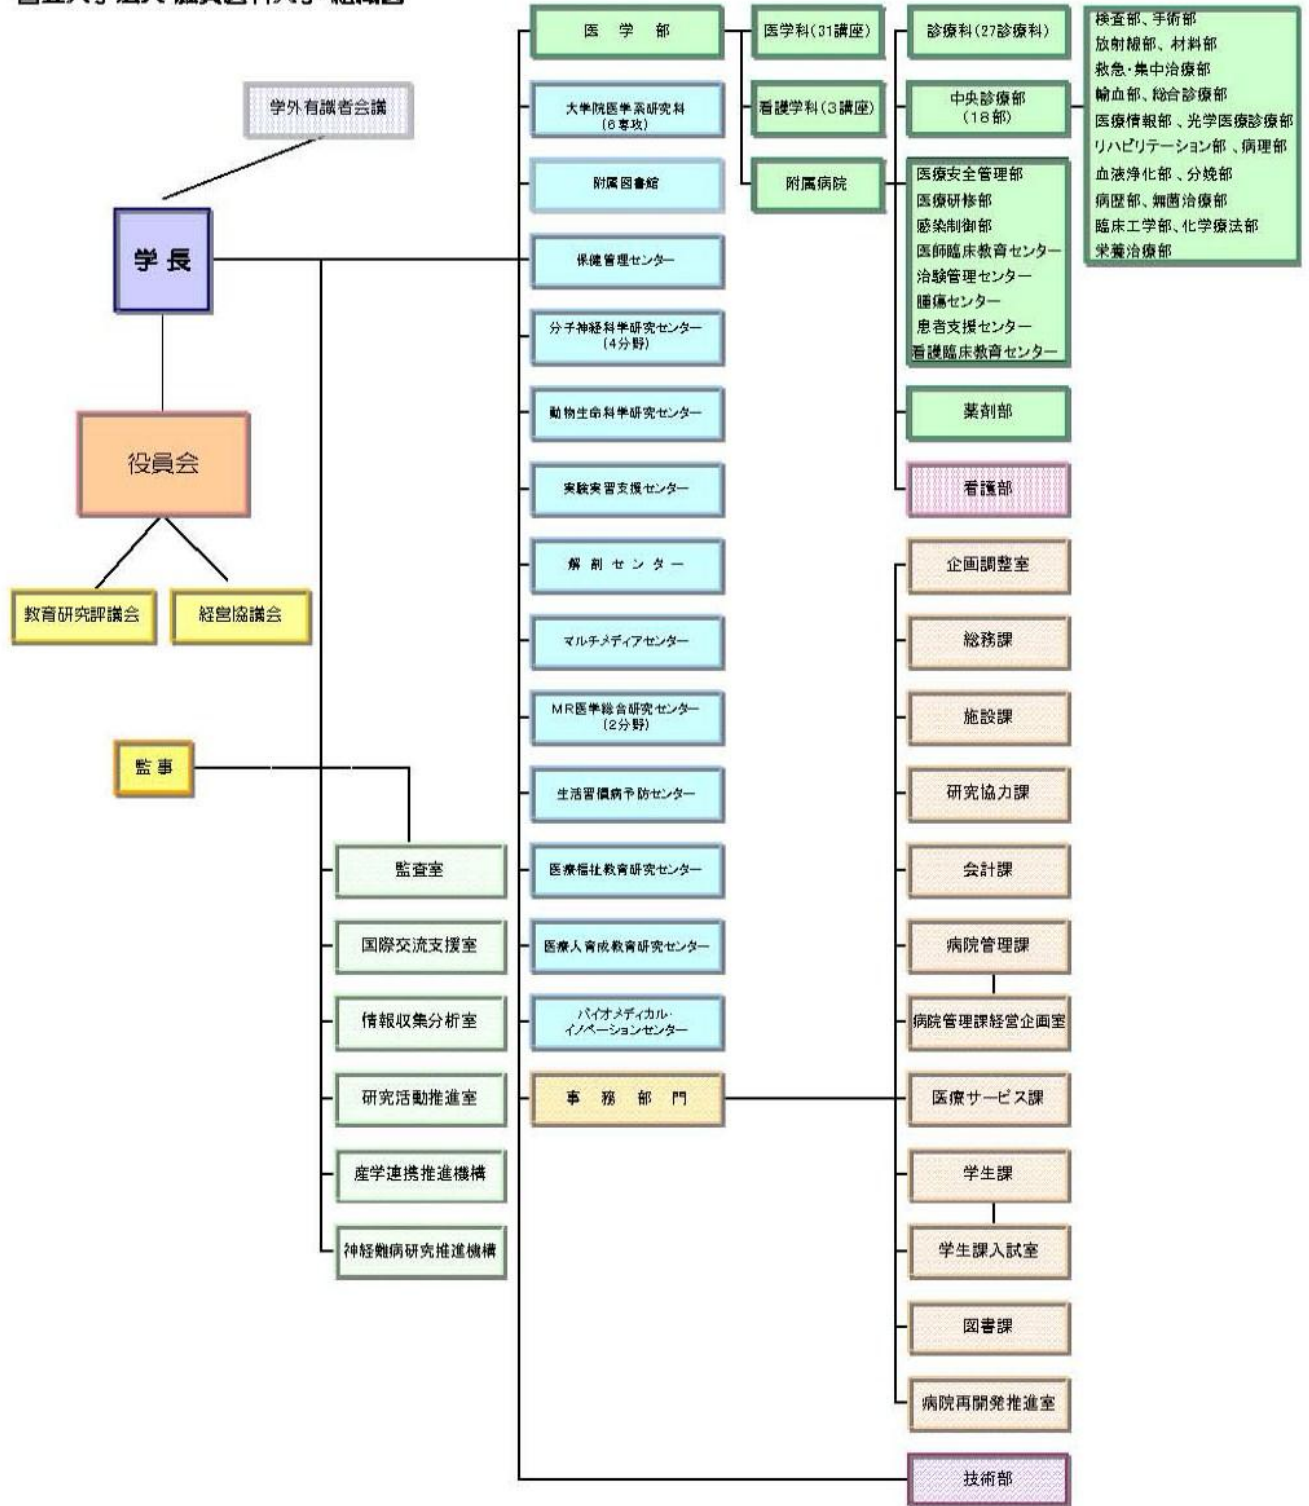 学外有識者会議
学長
役員会
教育研究評議会
経営協議会
監事
監査室
国際交流支援室
情報収集分析室
研究活動推進室
産学連携推進機構
神経難病研究推進機構
医学部
大学院医学系研究科
(6専攻)
附属図書館
保健管理センター
分子神経科学研究センター
(4分野)
動物生命科学研究センター
実験実習支援センター
解剖センター
マルチメディアセンター
MR医学総合研究センター
(2分野)
生活習慣病予防センター
医療福祉教育研究センター
医療人育成教育研究センター
バイオメディカル・
イノベーションセンター
事務部門
医学科(31講座)
看護学科(3講座)
附属病院
診療科(27診療科)
中央診療部
(18部)
医療安全管理部
医療研修部
感染制御部
医師臨床教育センター
治験管理センター
腫瘍センター
患者支援センター
看護臨床教育センター
薬剤部
看護部
企画調整室
総務課
施設課
研究協力課
会計課
病院管理課
病院管理課経営企画室
医療サービス課
学生課
学生課入試室
図書課
病院再開発推進室
技術部
検査部、手術部
放射線部、材料部
救急・集中治療部
輸血部、総合診療部
医療情報部、光学医療診療部
リハビリテーション部、病理部
血液浄化部、分娩部
病歴部、無菌治療部
臨床工学部、化学療法部
栄養治療部